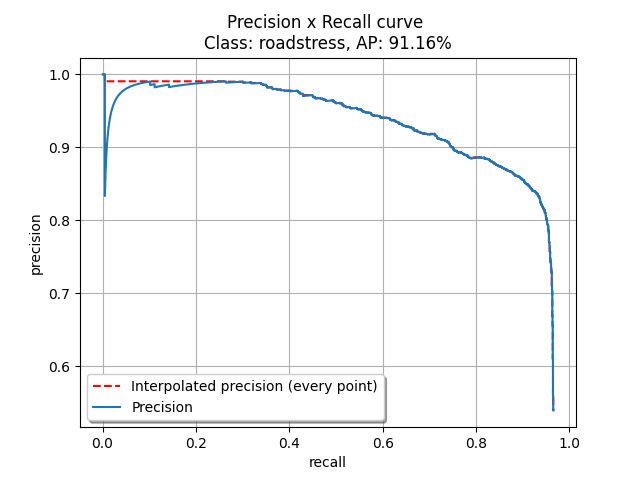 Precision x Recall curve
Class: roadstress, AP: 91.16%
1.0
0.9
0.8
0.7
0.6
precision
Interpolated precision (every point)
Precision
0.0 0.2 0.4 0.6 0.8 1.0
recall